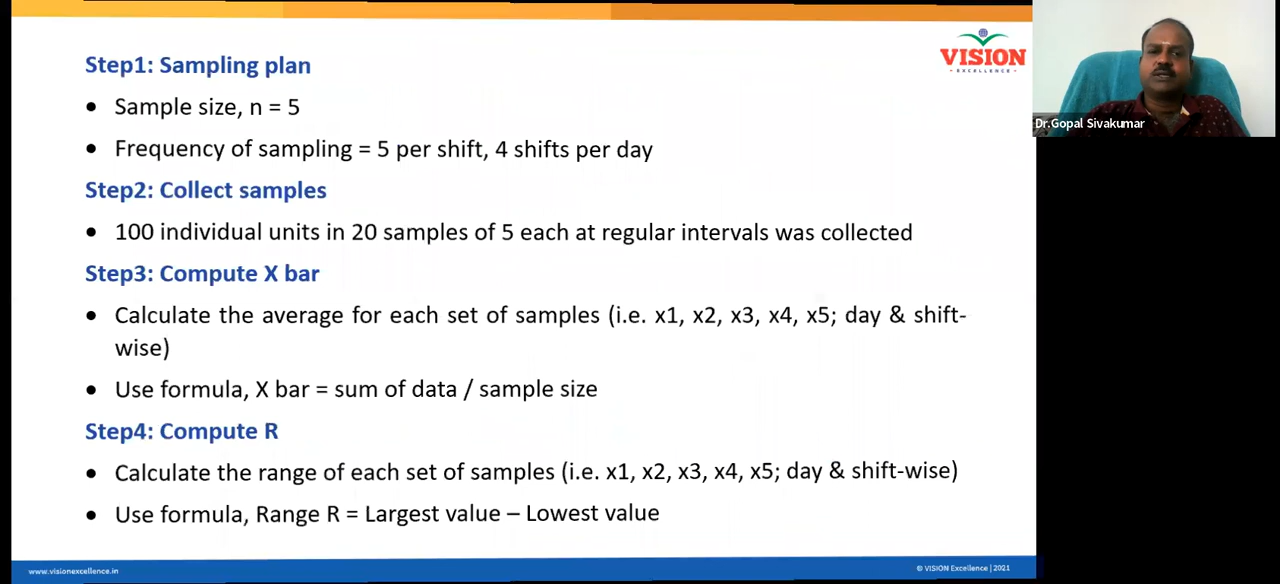 Step1: Sampling plan
• Sample size, n = 5
• Frequency of sampling = 5 per shift, 4 shifts per day
Step2: Collect samples
• 100 individual units in 20 samples of 5 each at regular intervals was collected
Step3: Compute X bar
• Calculate the average for each set of samples (i.e. x1, x2, x3, x4, x5; day & shift-
wise)
• Use formula, X bar = sum of data / sample size
Step4: Compute R
• Calculate the range of each set of samples (i.e. x1, x2, x3, x4, x5; day & shift-wise)
• Use formula, Range R = Largest value – Lowest value
VISION
- EXCELLENCE -
Dr.Gopal Sivakumar
www.visionexcellence.in
© VISION Excellence | 2021